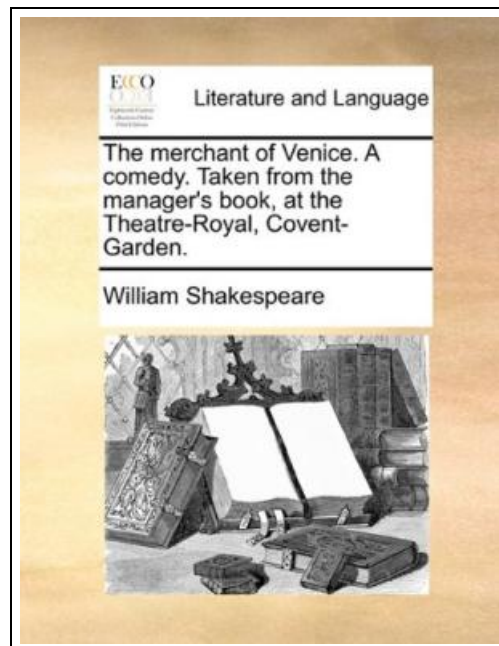 ECCO
Literature and Language
The merchant of Venice. A
comedy. Taken from the
manager's book, at the
Theatre-Royal, Covent-
Garden.
William Shakespeare